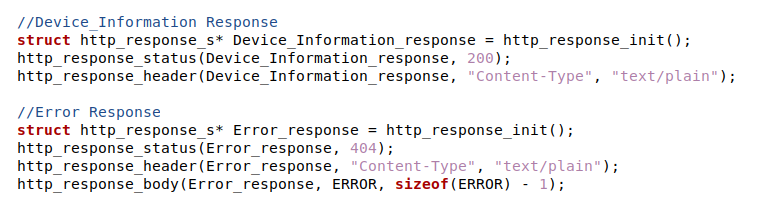 //Device_Information Response
struct http_response_s* Device_Information_response = http_response_init();
http_response_status(Device_Information_response, 200);
http_response_header(Device_Information_response, "Content-Type", "text/plain");

//Error Response
struct http_response_s* Error_response = http_response_init();
http_response_status(Error_response, 404);
http_response_header(Error_response, "Content-Type", "text/plain");
http_response_body(Error_response, ERROR, sizeof(ERROR) - 1);